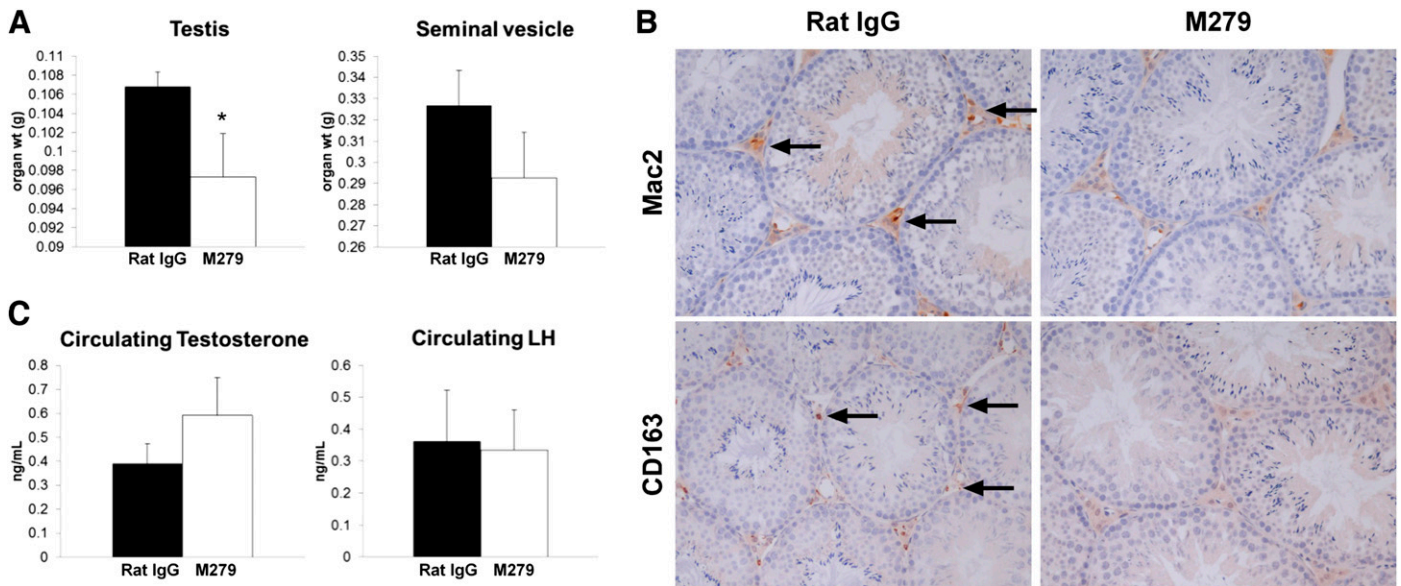 A
Testis
organ wt (g)
0.11
0.108
0.106
0.104
0.102
0.1
0.098
0.096
0.094
0.092
0.09
*
Rat IgG M279
Seminal vesicle
organ wt (g)
0.35
0.34
0.33
0.32
0.31
0.3
0.29
0.28
0.27
0.26
Rat IgG M279
B
Rat IgG M279
Mac2
CD163
C
Circulating Testosterone
ng/mL
0.8
0.7
0.6
0.5
0.4
0.3
0.2
0.1
0
Rat IgG M279
Circulating LH
ng/mL
0.6
0.5
0.4
0.3
0.2
0.1
0
Rat IgG M279